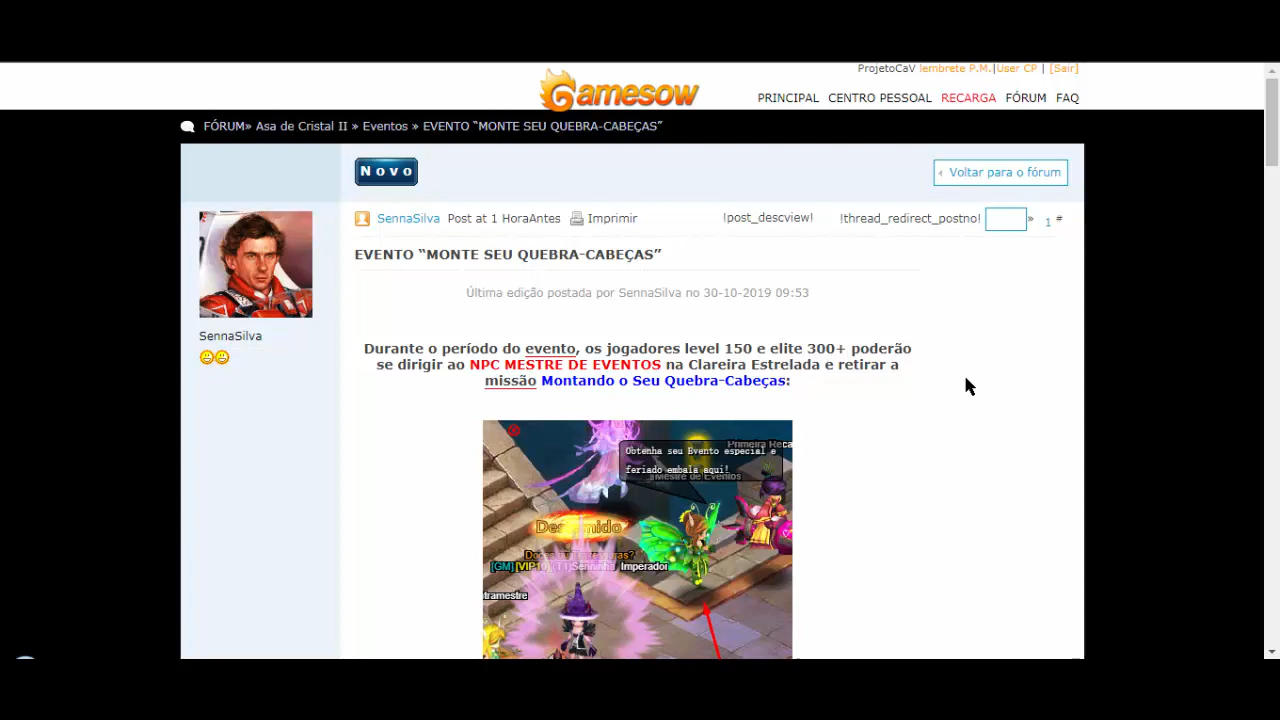 ProjetoCaV lembrete P.M.|User CP | [Sair]
Gamesow
PRINCIPAL CENTRO PESSOAL RECARGA FÓRUM FAQ
FÓRUM» Asa de Cristal II » Eventos » EVENTO “MONTE SEU QUEBRA-CABEÇAS”
Novo
Voltar para o fórum
SennaSilva Post at 1 HoraAntes Imprimir !post_descview! !thread_redirect_postno! » 1 #
EVENTO “MONTE SEU QUEBRA-CABEÇAS”
Última edição postada por SennaSilva no 30-10-2019 09:53
SennaSilva
Durante o período do evento, os jogadores level 150 e elite 300+ poderão
se dirigir ao NPC MESTRE DE EVENTOS na Clareira Estrelada e retirar a
missão Montando o Seu Quebra-Cabeças:
Primeira Reca
Obtenha seu Evento especial e
feriado embala aqui!
Mestre de Eventos
[GM][VIP10]
Imperador
tramestre